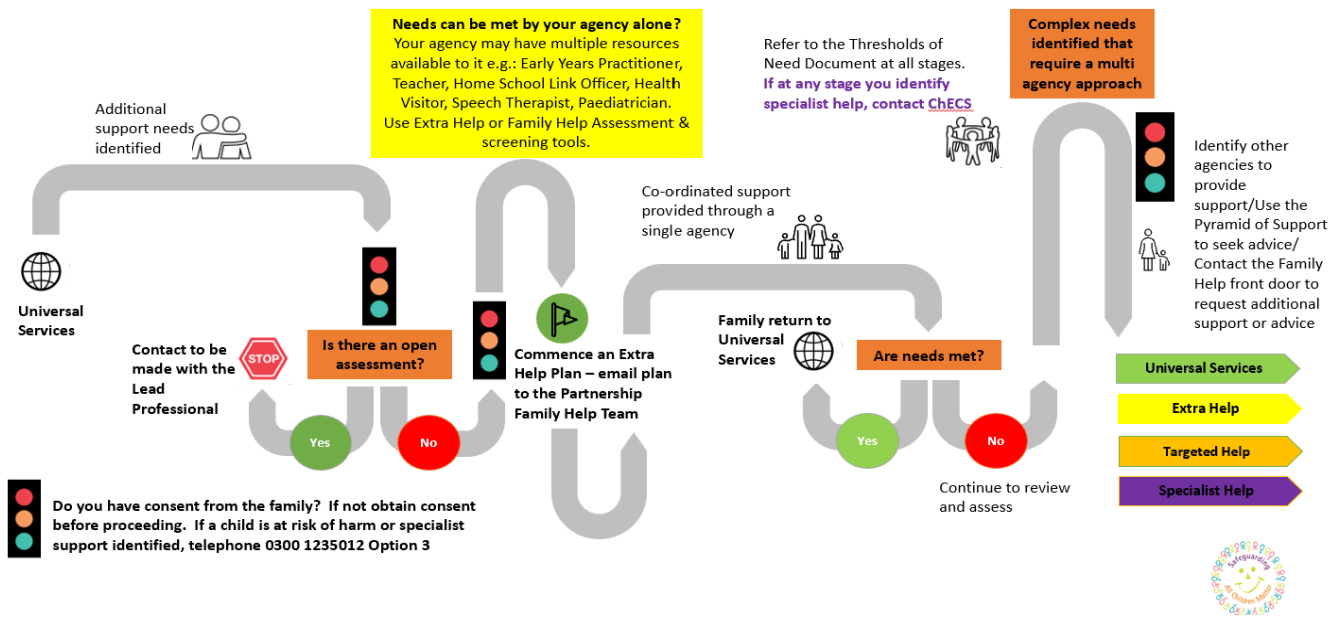 Additional
support needs
identified
Universal
Services
Needs can be met by your agency alone?
Your agency may have multiple resources
available to it e.g.: Early Years Practitioner,
Teacher, Home School Link Officer, Health
Visitor, Speech Therapist, Paediatrician.
Use Extra Help or Family Help Assessment &
screening tools.
Contact to be
made with the
Lead
Professional
STOP
Is there an open
assessment?
Yes
No
Commence an Extra
Help Plan – email plan
to the Partnership
Family Help Team
Co-ordinated support
provided through a
single agency
Refer to the Thresholds of
Need Document at all stages.
If at any stage you identify
specialist help, contact ChECS
Family return to
Universal
Services
Are needs met?
Yes
No
Continue to review
and assess
Complex needs
identified that
require a multi
agency approach
Identify other
agencies to
provide
support/Use the
Pyramid of Support
to seek advice/
Contact the Family
Help front door to
request additional
support or advice
Universal Services
Extra Help
Targeted Help
Specialist Help
Do you have consent from the family? If not obtain consent
before proceeding. If a child is at risk of harm or specialist
support identified, telephone 0300 1235012 Option 3
Safeguarding
All Children Matter